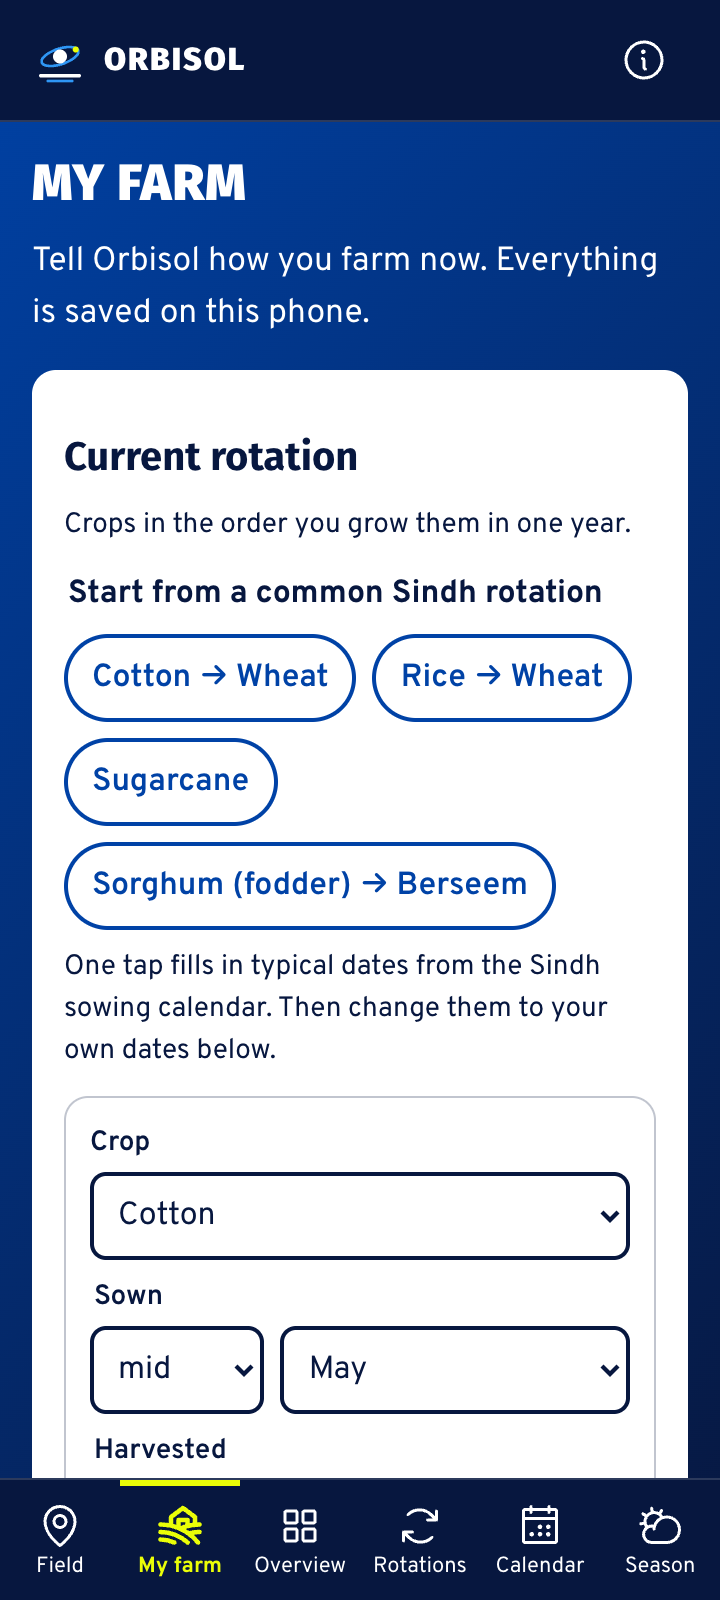 ORBISOL
MY FARM
Tell Orbisol how you farm now. Everything
is saved on this phone.
Current rotation
Crops in the order you grow them in one year.
Start from a common Sindh rotation
Cotton → Wheat
Rice → Wheat
Sugarcane
Sorghum (fodder) → Berseem
One tap fills in typical dates from the Sindh
sowing calendar. Then change them to your
own dates below.
Crop
Cotton
Sown
mid
May
Harvested
Field
My farm
Overview
Rotations
Calendar
Season